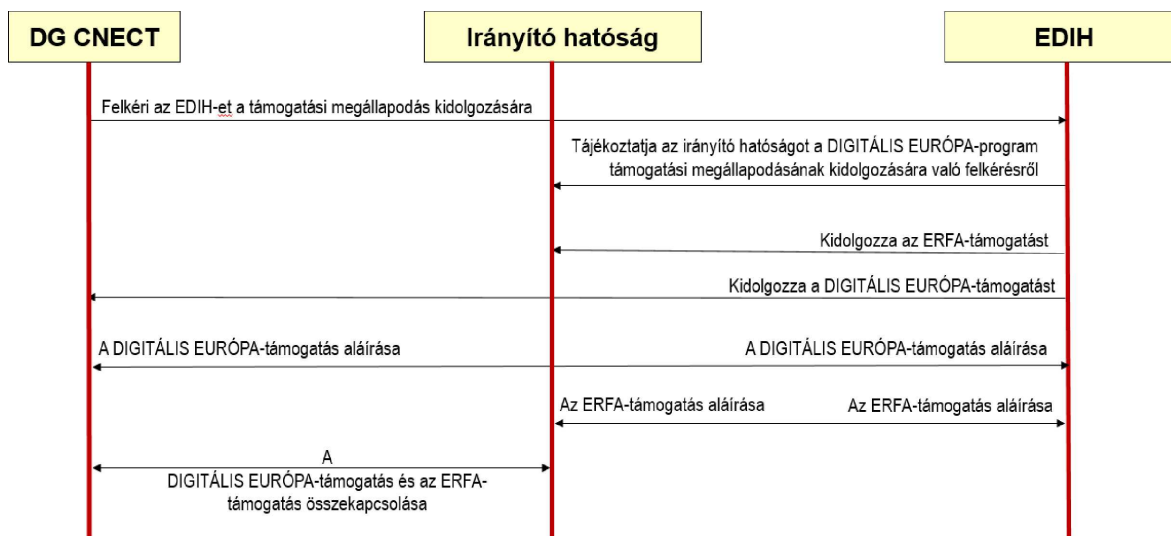 DG CNECT
Irányító hatóság
EDIH
Felkéri az EDIH-et a támogatási megállapodás kidolgozására
Tájékoztatja az irányító hatóságot a DIGITÁLIS EURÓPA-program
támogatási megállapodásának kidolgozására való felkérésről
Kidolgozza az ERFA-támogatást
Kidolgozza a DIGITÁLIS EURÓPA-támogatást
A DIGITÁLIS EURÓPA-támogatás aláírása
A DIGITÁLIS EURÓPA-támogatás aláírása
Az ERFA-támogatás aláírása
Az ERFA-támogatás aláírása
A
DIGITÁLIS EURÓPA-támogatás és az ERFA-
támogatás összekapcsolása